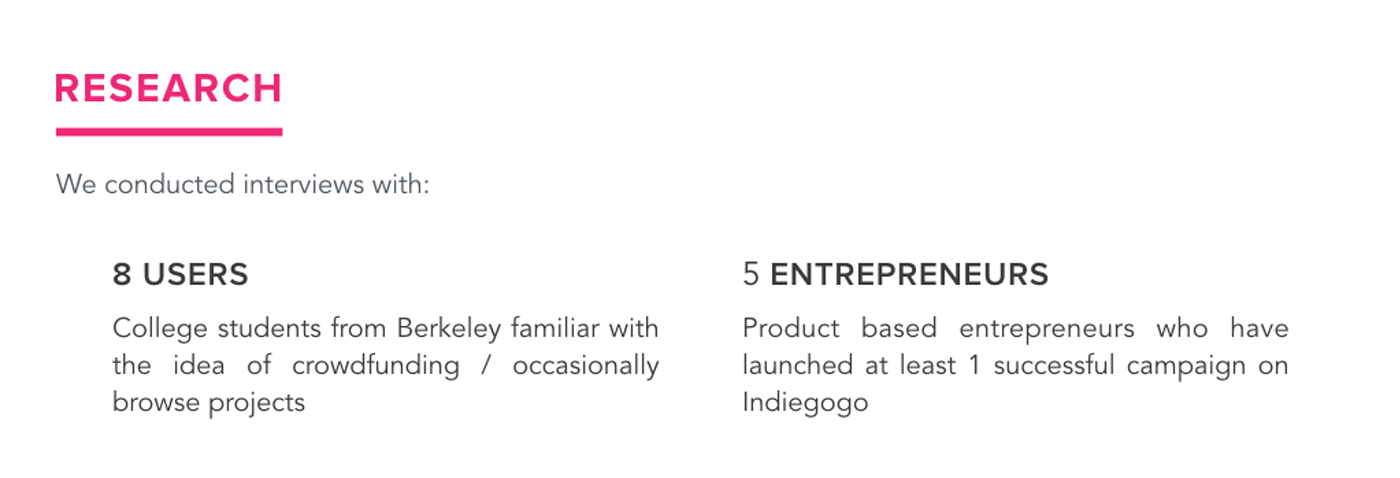 RESEARCH
We conducted interviews with:
8 USERS
College students from Berkeley familiar with
the idea of crowdfunding / occasionally
browse projects
5 ENTREPRENEURS
Product based entrepreneurs who have
launched at least 1 successful campaign on
Indiegogo